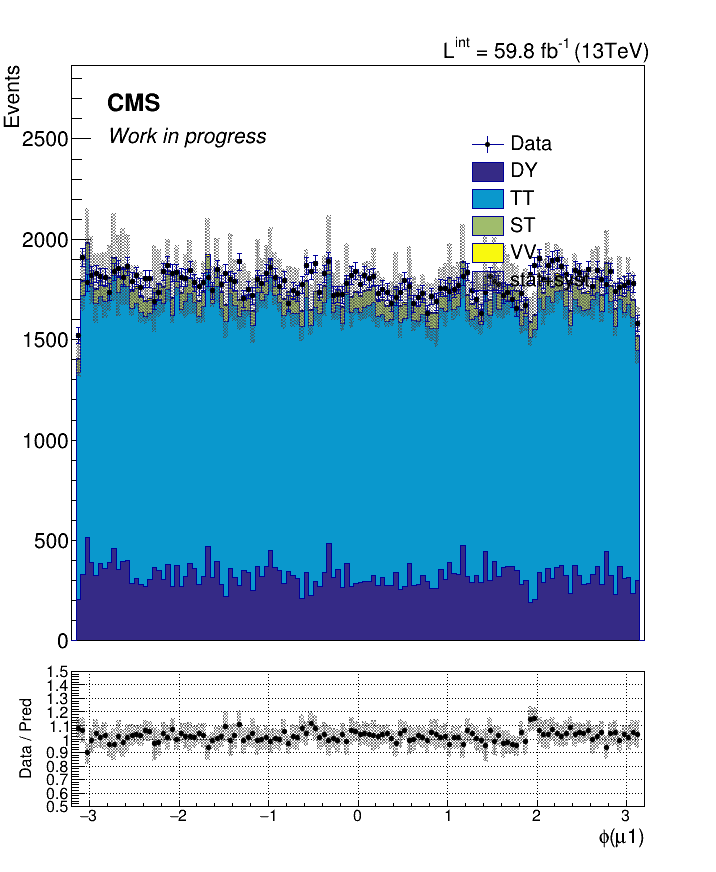 L^int = 59.8 fb^-1 (13TeV)
Events
CMS
Work in progress
Data
DY
TT
ST
VV
2500
2000
1500
1000
500
0
Data / Pred
1.5
1.4
1.3
1.2
1.1
1
0.9
0.8
0.7
0.6
0.5
−3 −2 −1 0 1 2 3
ϕ(μ1)